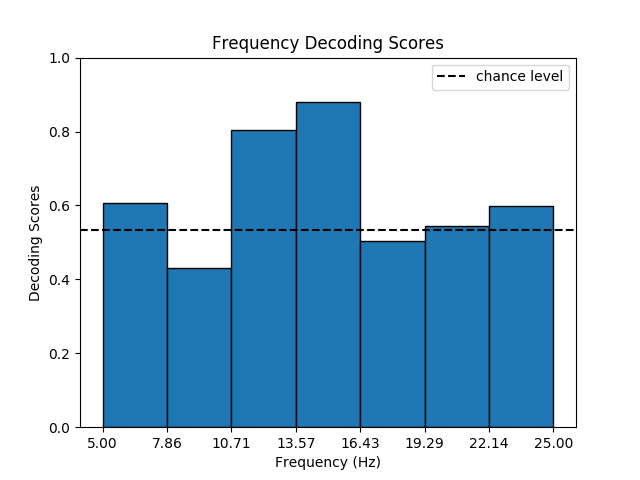 Frequency Decoding Scores
chance level
1.0
0.8
0.6
0.4
0.2
0.0
Decoding Scores
5.00 7.86 10.71 13.57 16.43 19.29 22.14 25.00
Frequency (Hz)